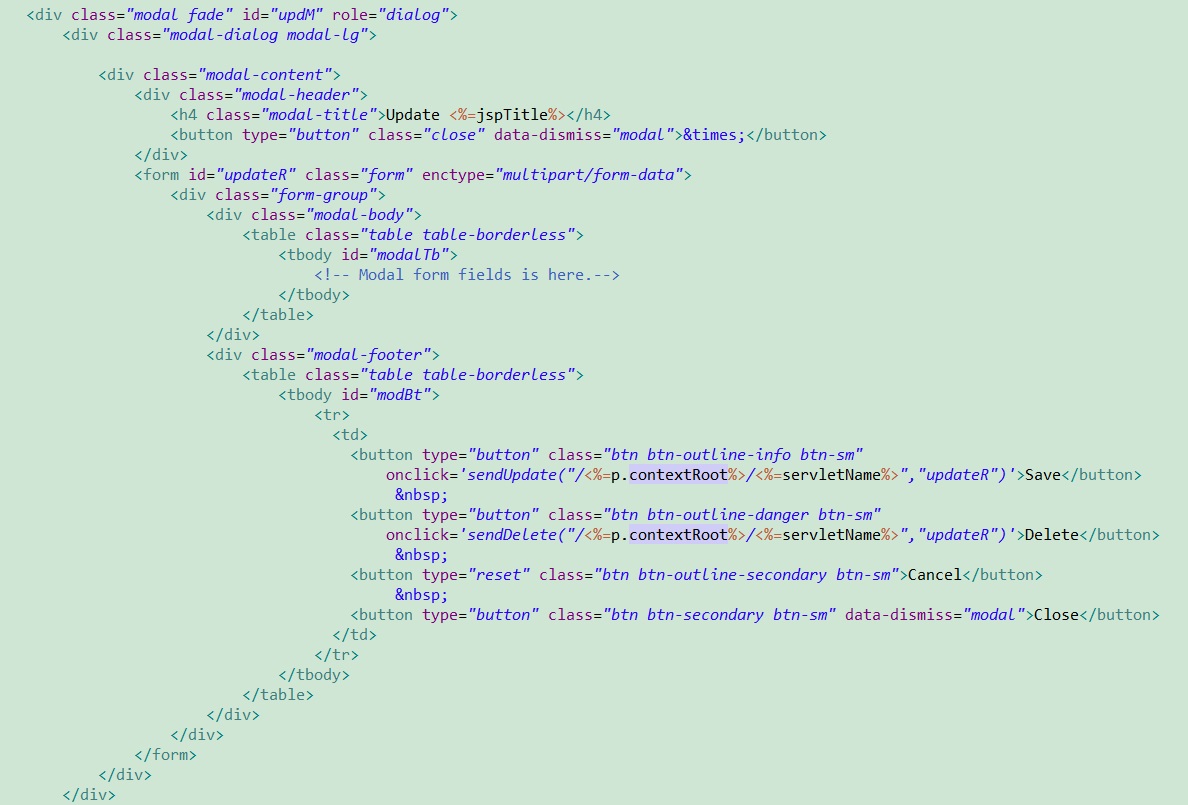 <div class="modal fade" id="updM" role="dialog">
<div class="modal-dialog modal-lg">
<div class="modal-content">
<div class="modal-header">
<h4 class="modal-title">Update <%=jspTitle%></h4>
<button type="button" class="close" data-dismiss="modal">&times;</button>
</div>
<form id="updateR" class="form" enctype="multipart/form-data">
<div class="form-group">
<div class="modal-body">
<table class="table table-borderless">
<tbody id="modalTb">
<!-- Modal form fields is here.-->
</tbody>
</table>
</div>
<div class="modal-footer">
<table class="table table-borderless">
<tbody id="modBt">
<tr>
<td>
<button type="button" class="btn btn-outline-info btn-sm"
onclick='sendUpdate("/<%=p.contextRoot%>/<%=servletName%>","updateR")'>Save</button>
&nbsp;
<button type="button" class="btn btn-outline-danger btn-sm"
onclick='sendDelete("/<%=p.contextRoot%>/<%=servletName%>","updateR")'>Delete</button>
&nbsp;
<button type="reset" class="btn btn-outline-secondary btn-sm">Cancel</button>
&nbsp;
<button type="button" class="btn btn-secondary btn-sm" data-dismiss="modal">Close</button>
</td>
</tr>
</tbody>
</table>
</div>
</div>
</form>
</div>
</div>